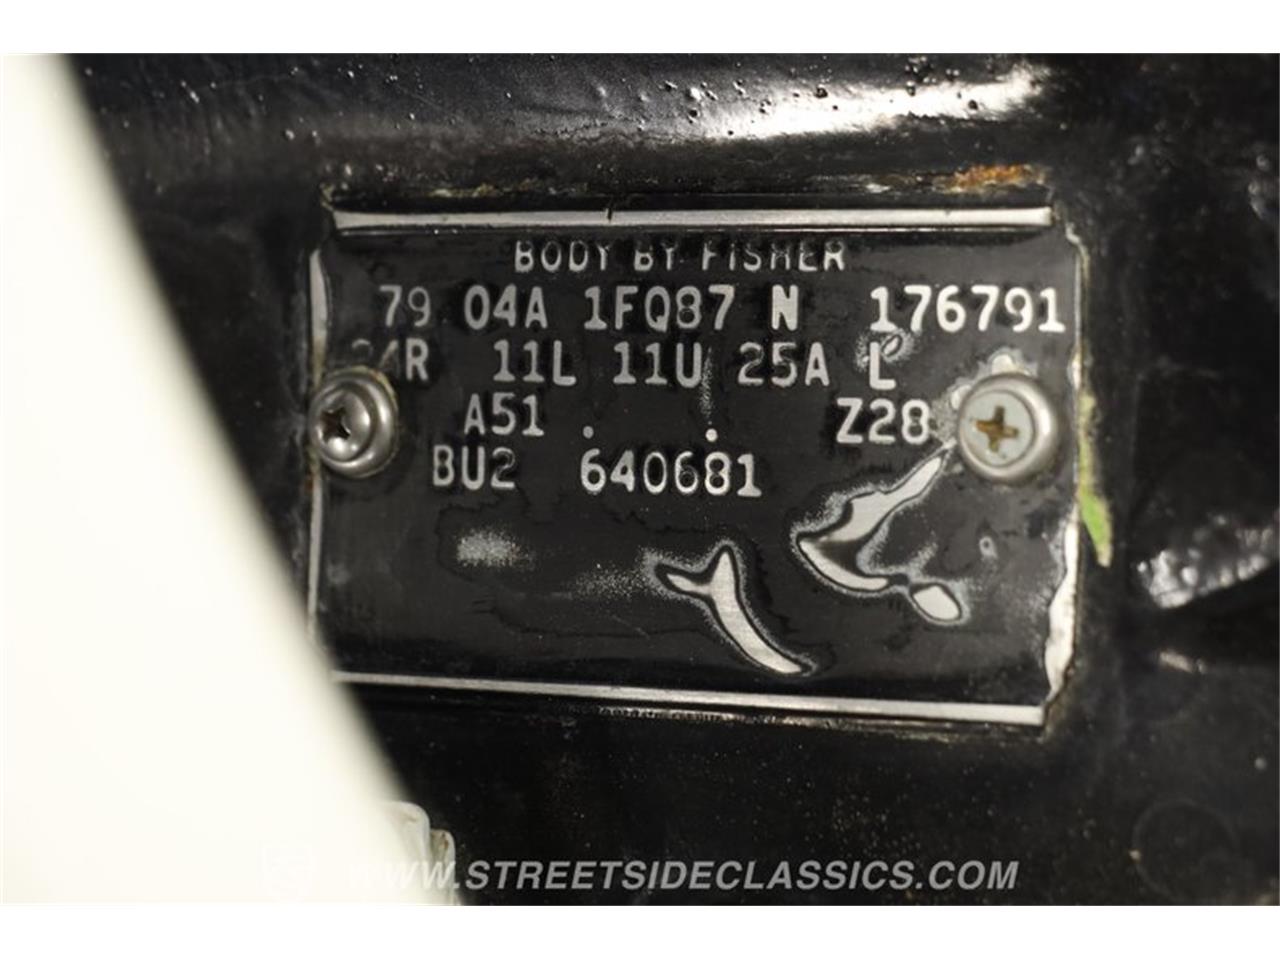 BODY BY FISHER
79 04A 1FQ87 N 176791
11L 11U 25A L
A51 . . Z28
BU2 640681
WWW.STREETSIDECLASSICS.COM